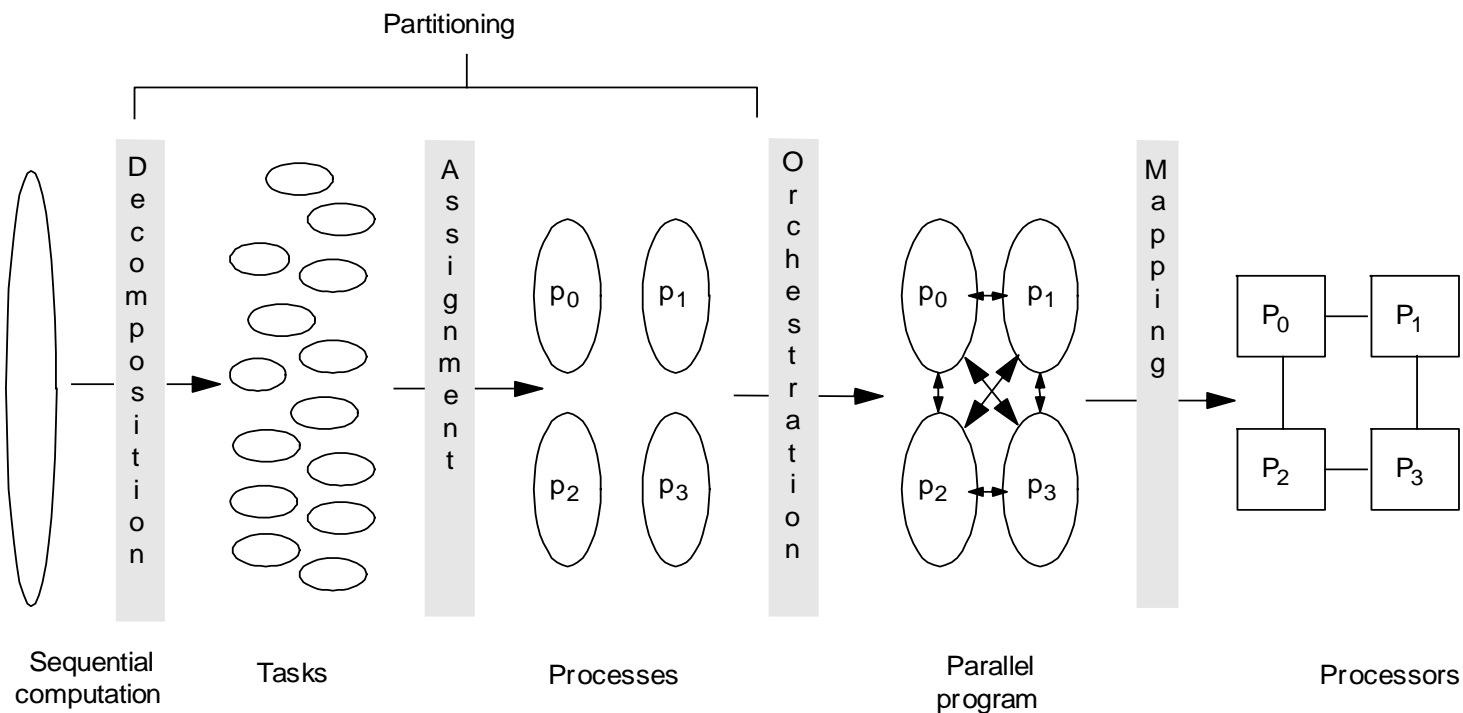 Partitioning
Decomposition
Assignment
Orchestration
Mapping
p0
p1
p2
p3
p0
p1
p2
p3
P0
P1
P2
P3
Sequential
computation
Tasks
Processes
Parallel
program
Processors